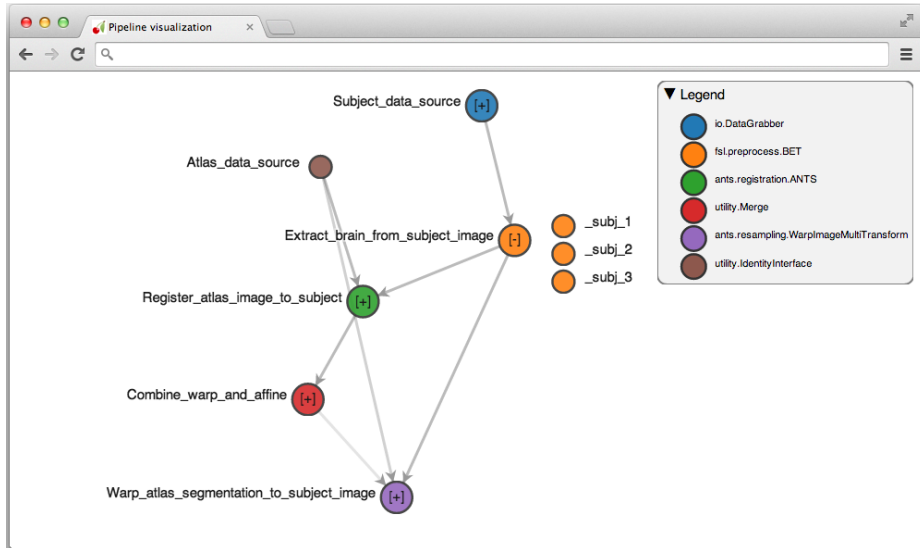 Pipeline visualization
Subject_data_source
[+]
Legend
io.DataGrabber
fsl.preprocess.BET
ants.registration.ANTS
utility.Merge
ants.resampling.WarpImageMultiTransform
utility.IdentityInterface
Atlas_data_source
Extract_brain_from_subject_image
[-]
_subj_1
_subj_2
_subj_3
Register_atlas_image_to_subject
[+]
Combine_warp_and_affine
[+]
Warp_atlas_segmentation_to_subject_image
[+]